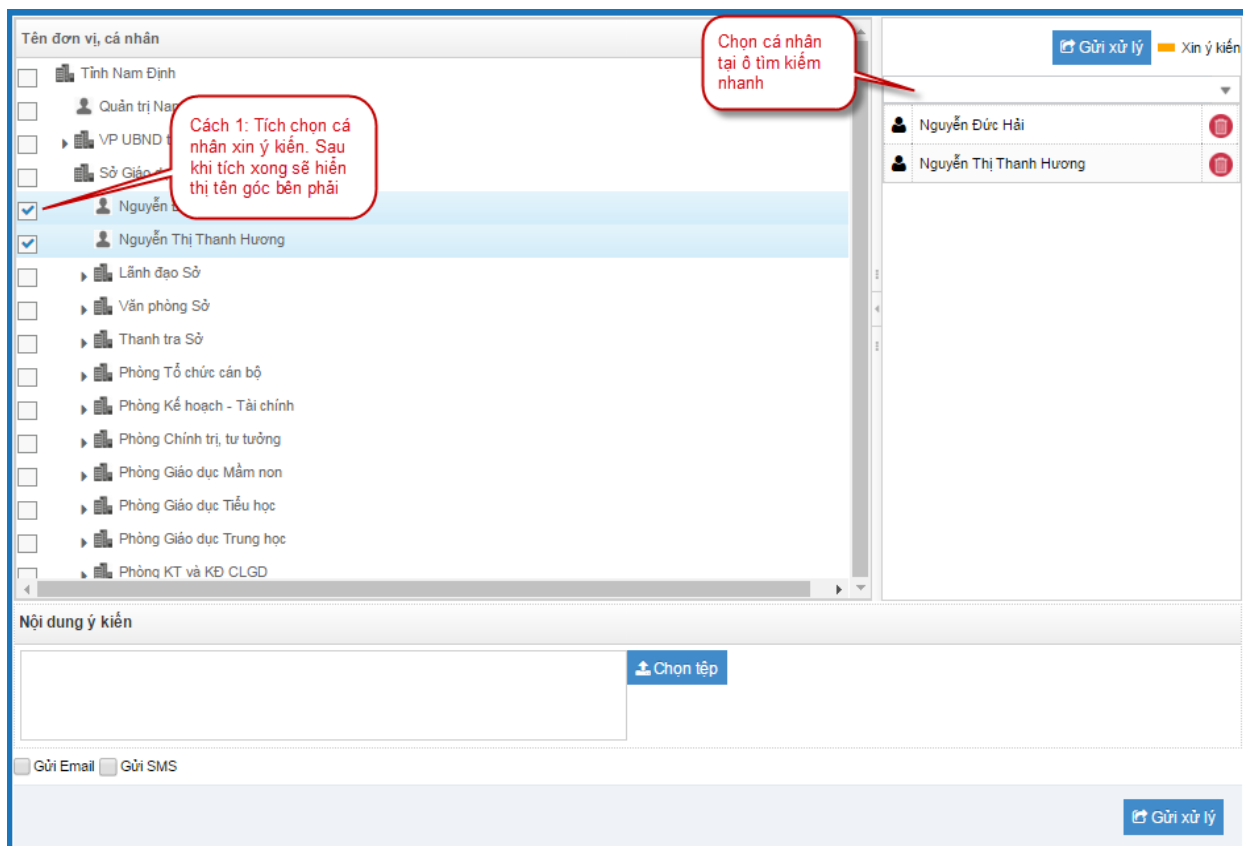 Tên đơn vị, cá nhân
Tỉnh Nam Định
Quản trị
VP UBND
Sở Giáo
Nguyễn
Nguyễn Thị Thanh Hương
Lãnh đạo Sở
Văn phòng Sở
Thanh tra Sở
Phòng Tổ chức cán bộ
Phòng Kế hoạch - Tài chính
Phòng Chính trị, tư tưởng
Phòng Giáo dục Mầm non
Phòng Giáo dục Tiểu học
Phòng Giáo dục Trung học
Phòng KT và KĐ CLGD
Cách 1: Tích chọn cá
nhân xin ý kiến. Sau
khi tích xong sẽ hiển
thị tên góc bên phải
Chọn cá nhân
tại ô tìm kiếm
nhanh
Gửi xử lý
Xin ý kiến
Nguyễn Đức Hải
Nguyễn Thị Thanh Hương
Nội dung ý kiến
Chọn tệp
Gửi Email Gửi SMS
Gửi xử lý